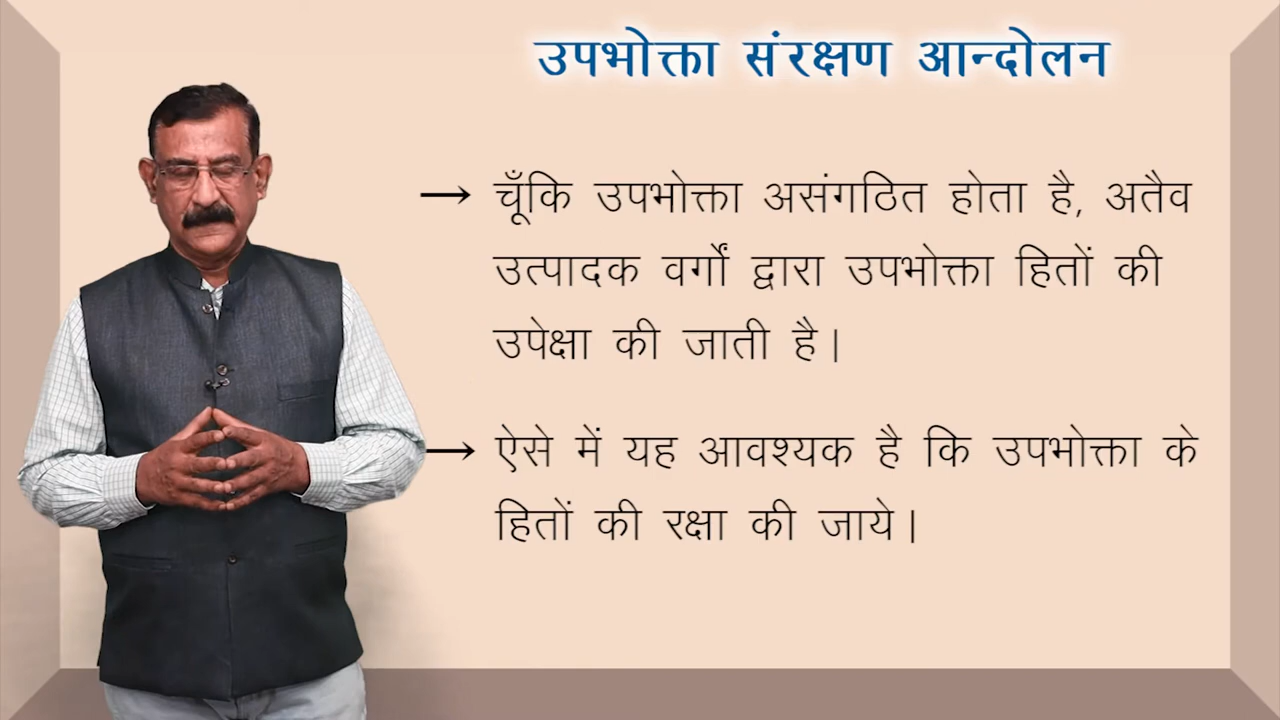 उपभोक्ता संरक्षण आन्दोलन
→ चूँकि उपभोक्ता असंगठित होता है, अतैव
उत्पादक वर्गों द्वारा उपभोक्ता हितों की
उपेक्षा की जाती है।
→ ऐसे में यह आवश्यक है कि उपभोक्ता के
हितों की रक्षा की जाये।